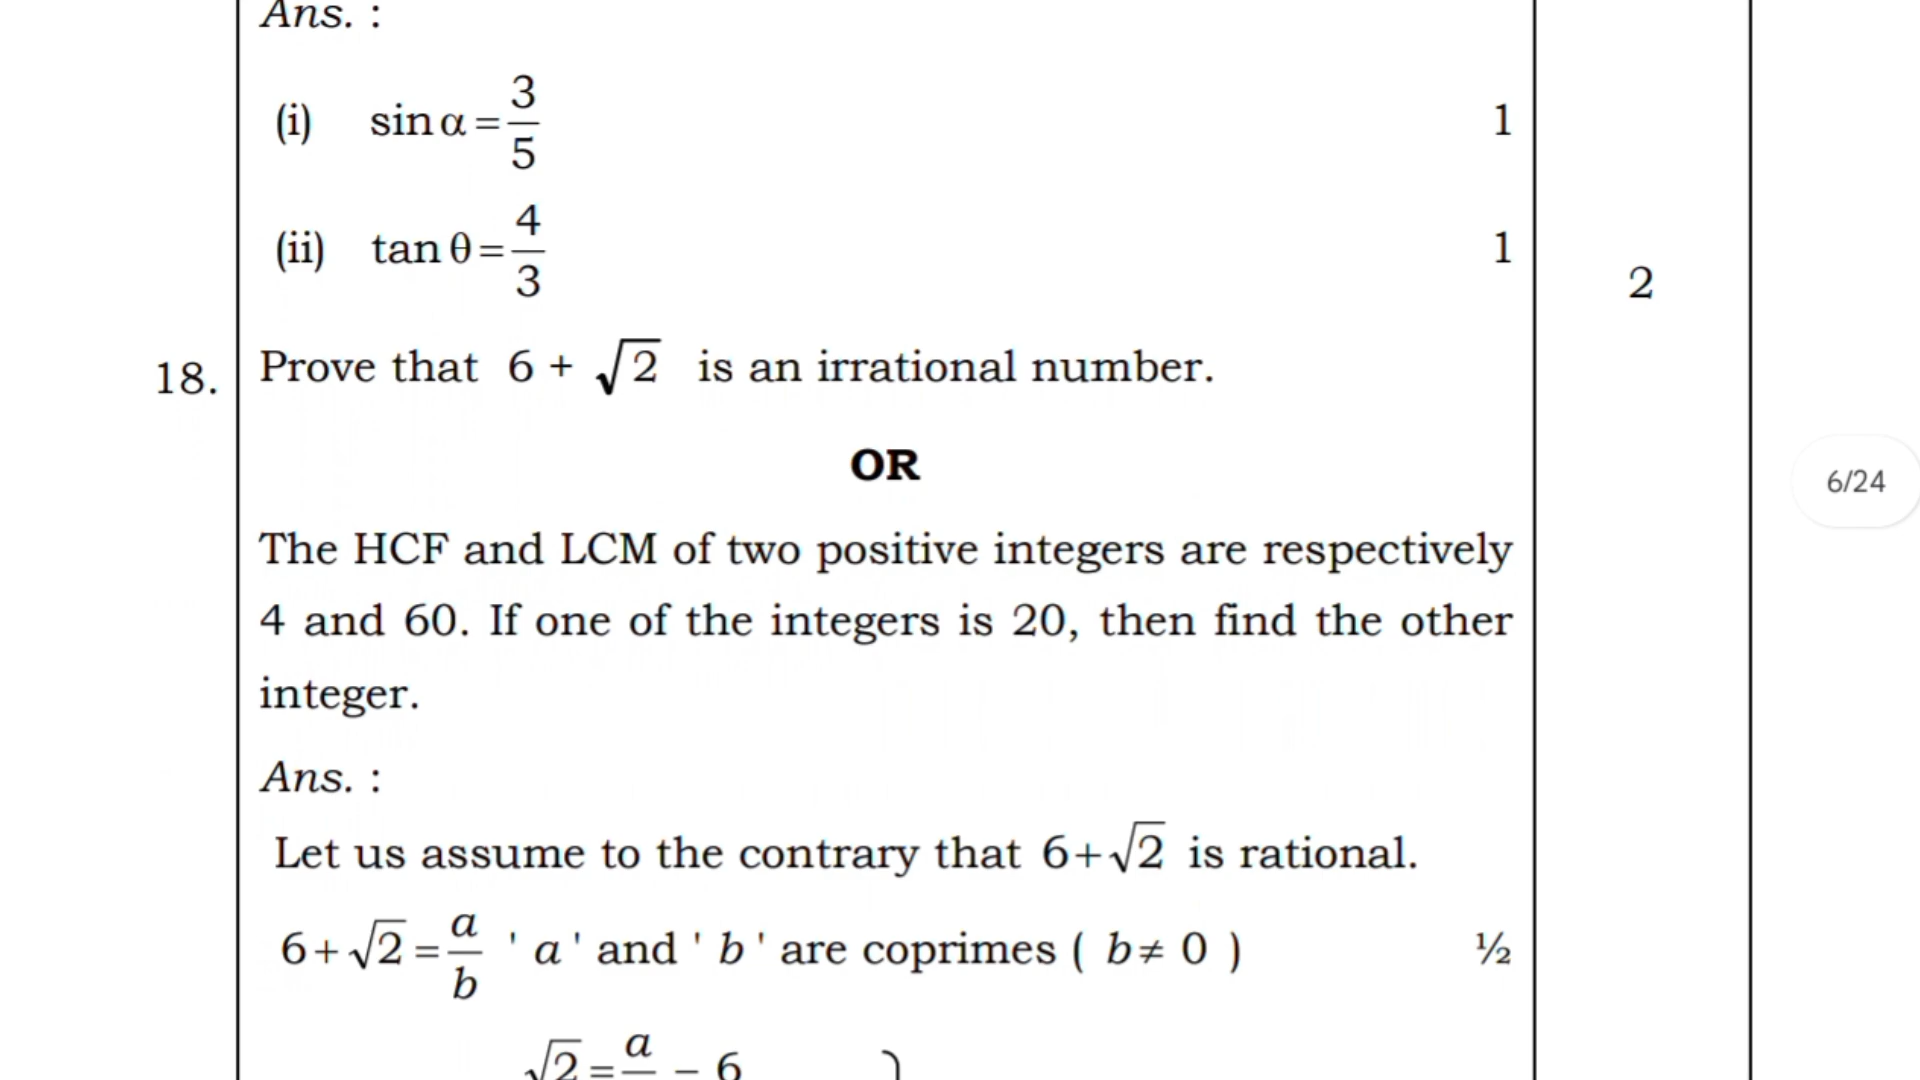 Ans. :
(i) sin α = 3/5 1
(ii) tan θ = 4/3 1
2
18. Prove that 6 + √2 is an irrational number.
OR
6/24
The HCF and LCM of two positive integers are respectively
4 and 60. If one of the integers is 20, then find the other
integer.
Ans. :
Let us assume to the contrary that 6+√2 is rational.
6+√2 = a/b ' a ' and ' b ' are coprimes ( b ≠ 0 ) ½
√2 = a – 6